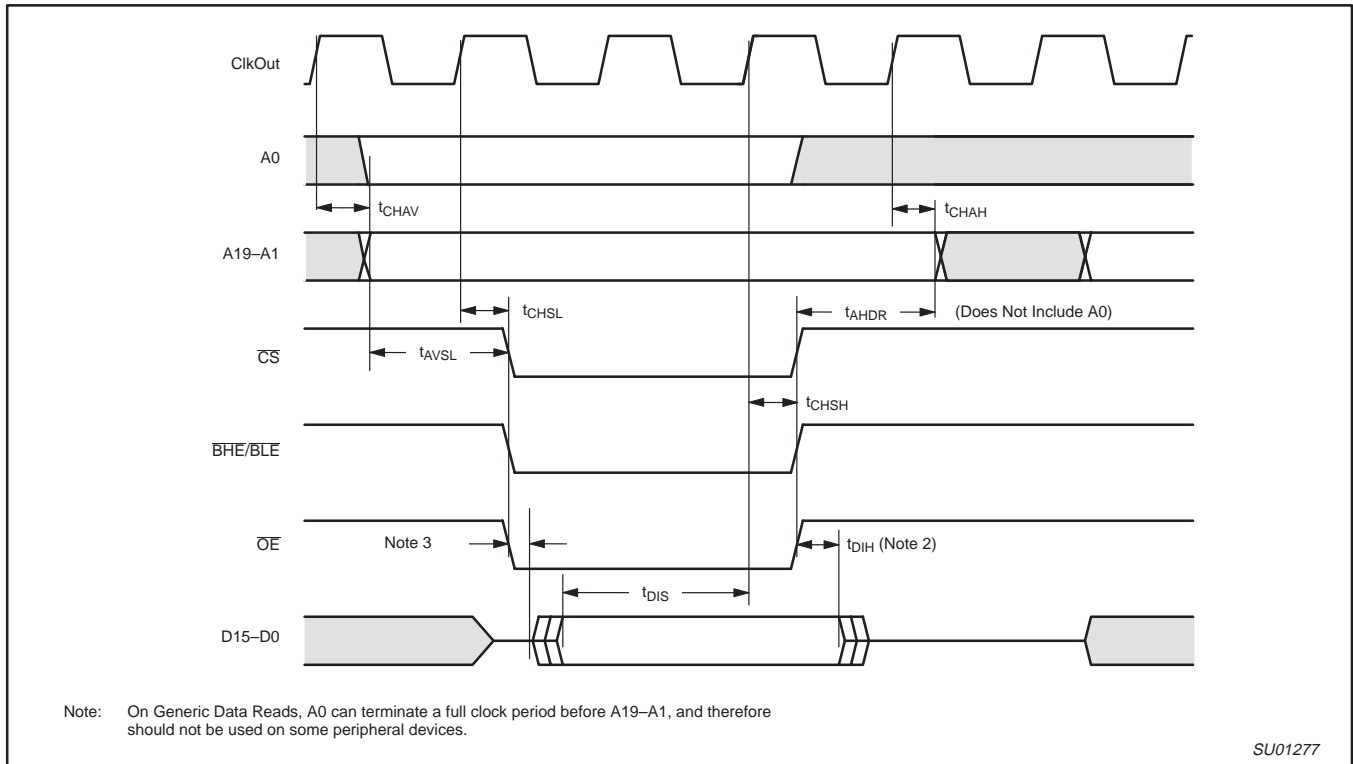 ClkOut
A0
tCHAV
tCHAH
A19–A1
tCHSL
tAHDR (Does Not Include A0)
CS
tAVSL
tCHSH
BHE/BLE
OE
Note 3
tDIH (Note 2)
tDIS
D15–D0
Note: On Generic Data Reads, A0 can terminate a full clock period before A19–A1, and therefore
should not be used on some peripheral devices.
SU01277